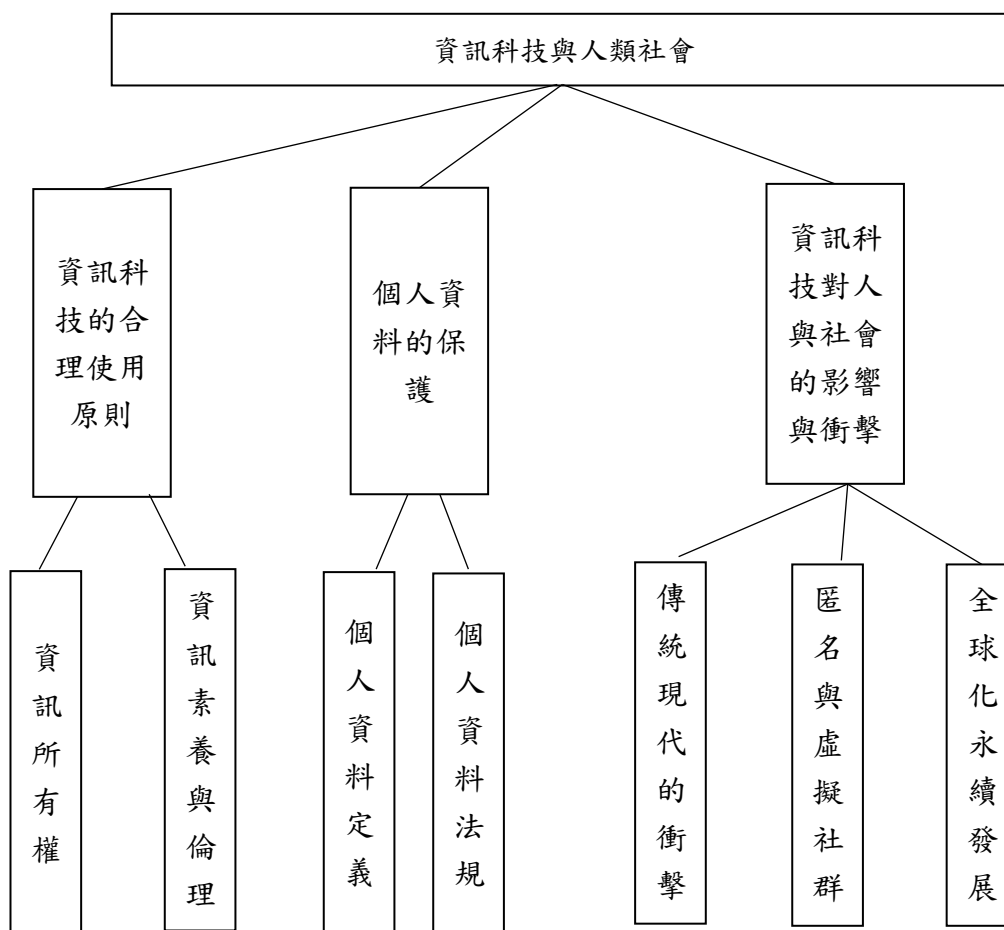 資訊科技與人類社會
資訊科
技的合
理使用
原則
個人資
料的保
護
資訊科
技對人
與社會
的影響
與衝擊
資訊所有權
資訊素養與倫理
個人資料定義
個人資料法規
傳統現代的衝擊
匿名與虛擬社群
全球化永續發展